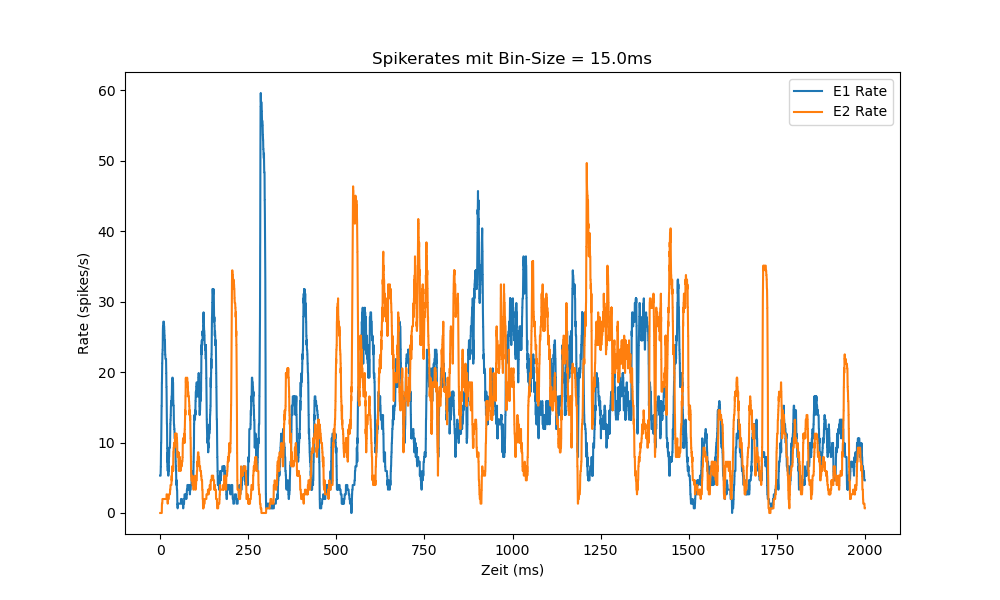 Spikerates mit Bin-Size = 15.0ms
E1 Rate
E2 Rate
60
50
40
30
20
10
0
Rate (spikes/s)
0 250 500 750 1000 1250 1500 1750 2000
Zeit (ms)